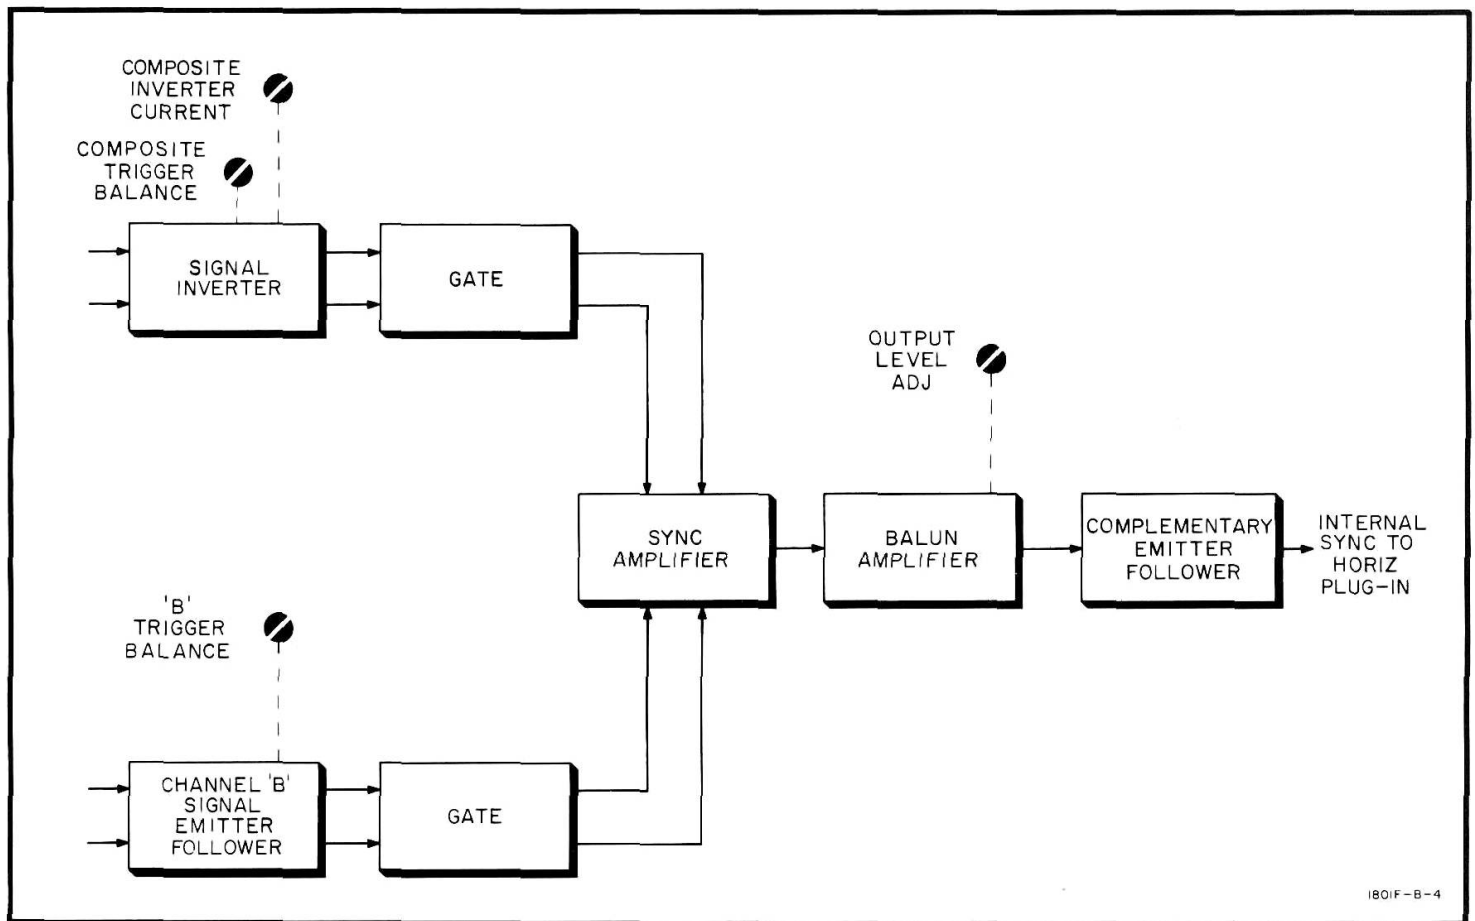 COMPOSITE
INVERTER
CURRENT
COMPOSITE
TRIGGER
BALANCE
SIGNAL
INVERTER
GATE
OUTPUT
LEVEL
ADJ
SYNC
AMPLIFIER
BALUN
AMPLIFIER
COMPLEMENTARY
EMITTER
FOLLOWER
INTERNAL
SYNC TO
HORIZ
PLUG-IN
'B'
TRIGGER
BALANCE
CHANNEL 'B'
SIGNAL
EMITTER
FOLLOWER
GATE
1801F-B-4